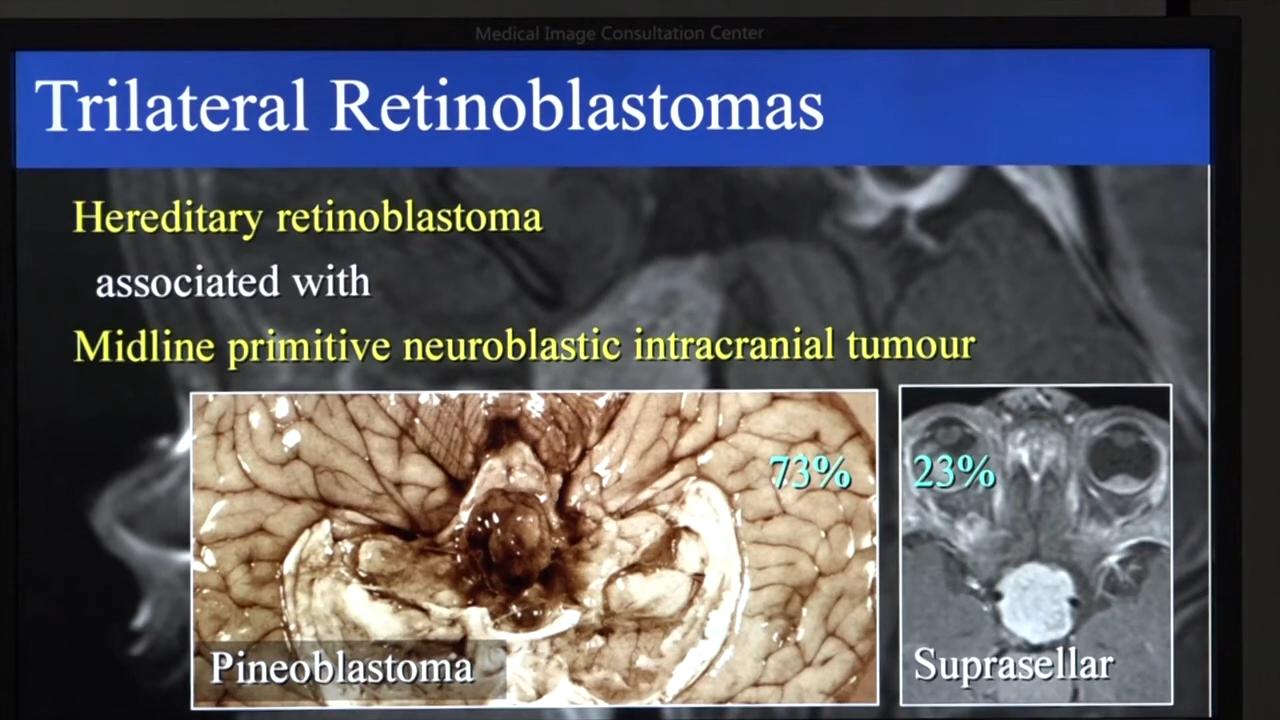 Medical Image Consultation Center
Trilateral Retinoblastomas
Hereditary retinoblastoma
associated with
Midline primitive neuroblastic intracranial tumour
73%
23%
Pineoblastoma
Suprasellar